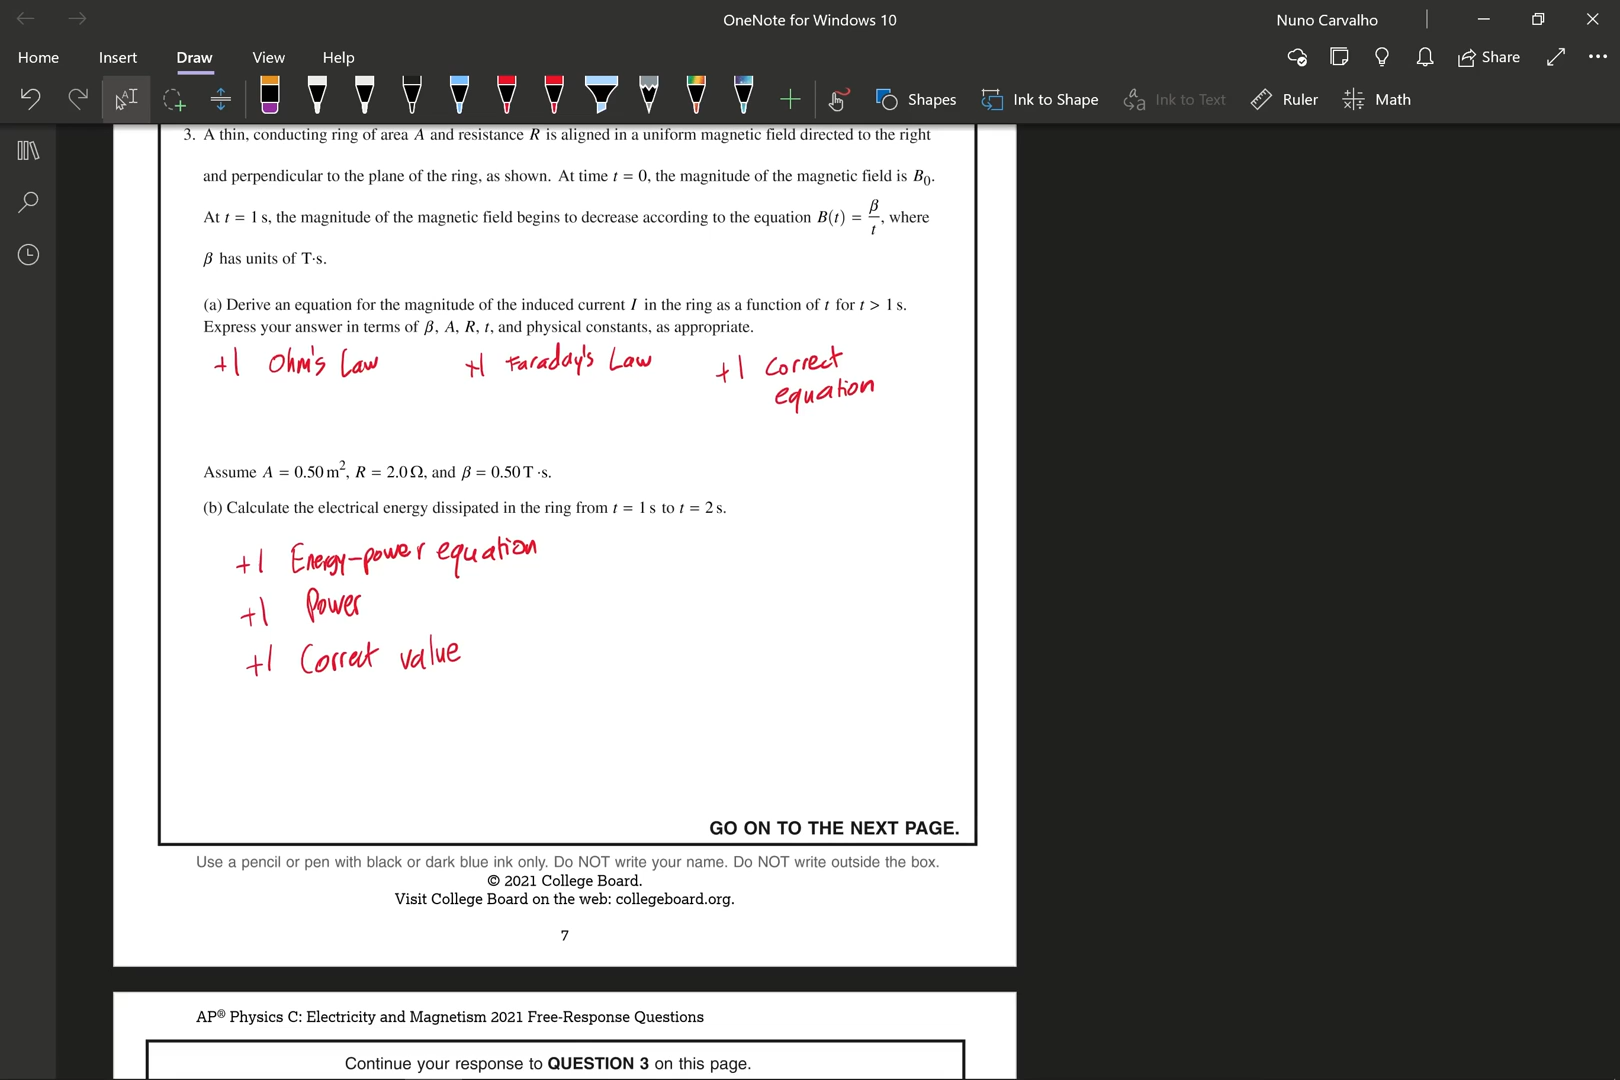 OneNote for Windows 10
Nuno Carvalho
Home Insert Draw View Help
Share
Shapes Ink to Shape Ink to Text Ruler Math
3. A thin, conducting ring of area A and resistance R is aligned in a uniform magnetic field directed to the right
and perpendicular to the plane of the ring, as shown. At time t = 0, the magnitude of the magnetic field is B₀.
At t = 1 s, the magnitude of the magnetic field begins to decrease according to the equation B(t) = β/t, where
β has units of T·s.
(a) Derive an equation for the magnitude of the induced current I in the ring as a function of t for t > 1 s.
Express your answer in terms of β, A, R, t, and physical constants, as appropriate.
+1 Ohm's Law +1 Faraday's Law +1 Correct
equation
Assume A = 0.50 m², R = 2.0 Ω, and β = 0.50 T·s.
(b) Calculate the electrical energy dissipated in the ring from t = 1 s to t = 2 s.
+1 Energy-power equation
+1 Power
+1 Correct value
GO ON TO THE NEXT PAGE.
Use a pencil or pen with black or dark blue ink only. Do NOT write your name. Do NOT write outside the box.
© 2021 College Board.
Visit College Board on the web: collegeboard.org.
7
AP® Physics C: Electricity and Magnetism 2021 Free-Response Questions
Continue your response to QUESTION 3 on this page.